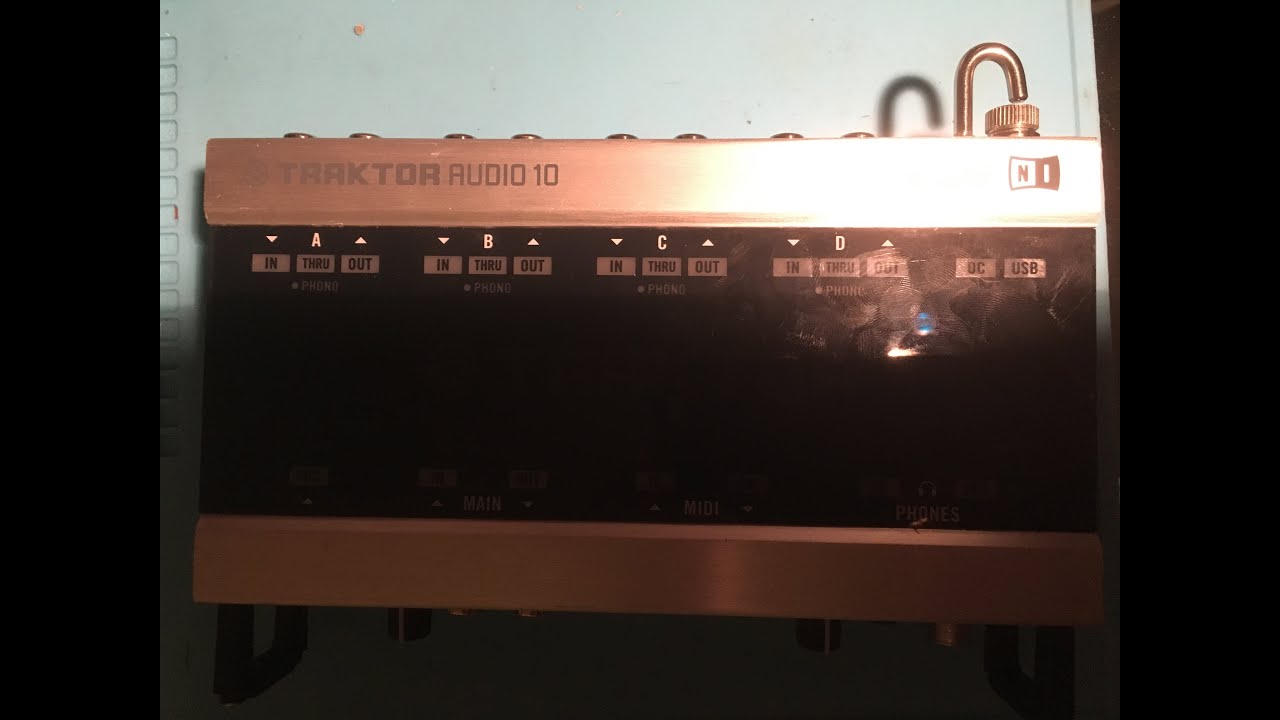 TRAKTOR AUDIO 10 NI
A B C D
IN THRU OUT IN THRU OUT IN THRU OUT IN THRU OUT DC USB
PHONO PHONO PHONO PHONO
MAIN MIDI PHONES